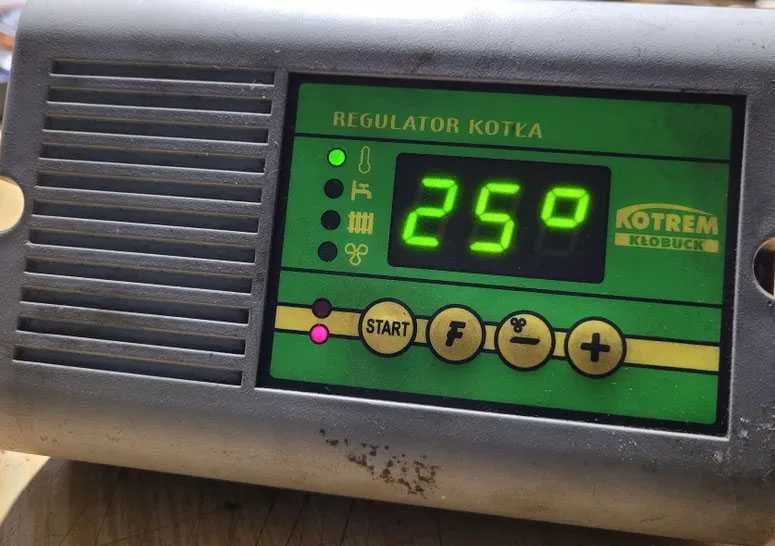 REGULATOR KOTŁA
25°
KOTREM
KŁOBUCK
START
F
-
+